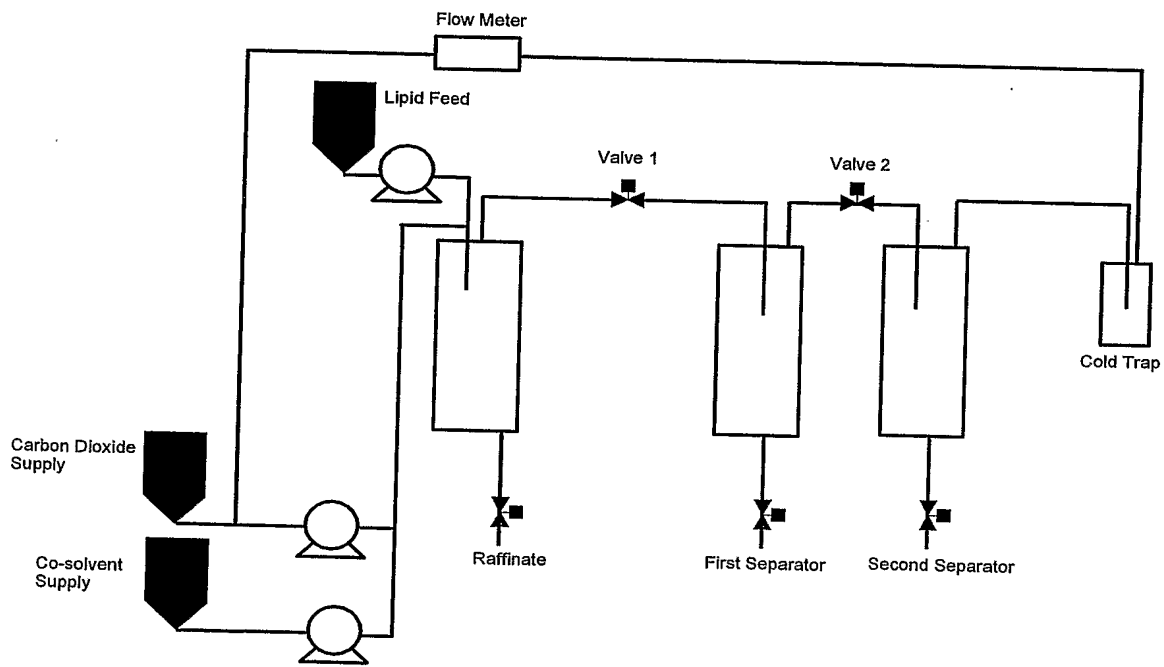 Flow Meter
Lipid Feed
Valve 1
Valve 2
Cold Trap
Carbon Dioxide
Supply
Raffinate
First Separator
Second Separator
Co-solvent
Supply